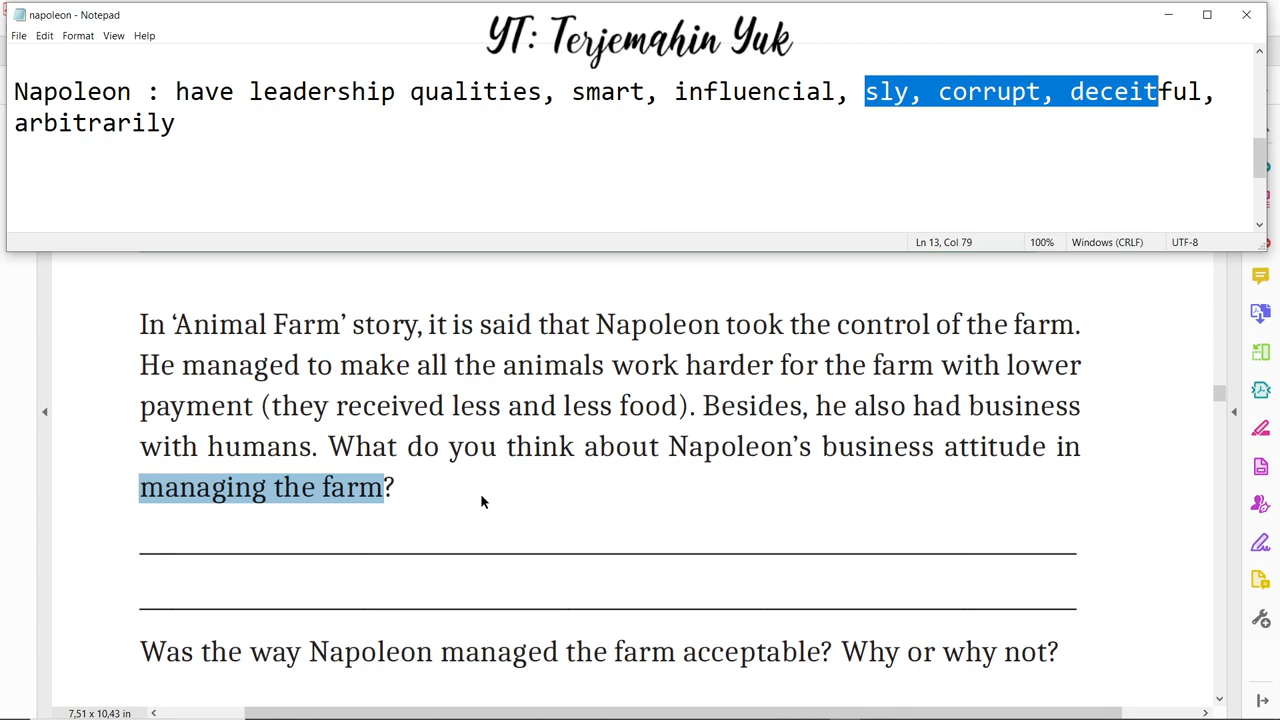 napoleon - Notepad
YT: Terjemahin Yuk
File Edit Format View Help
Napoleon : have leadership qualities, smart, influencial, sly, corrupt, deceitful,
arbitrarily
Ln 13, Col 79 100% Windows (CRLF) UTF-8
In ‘Animal Farm’ story, it is said that Napoleon took the control of the farm.
He managed to make all the animals work harder for the farm with lower
payment (they received less and less food). Besides, he also had business
with humans. What do you think about Napoleon’s business attitude in
managing the farm?
Was the way Napoleon managed the farm acceptable? Why or why not?
7,51 x 10,43 in